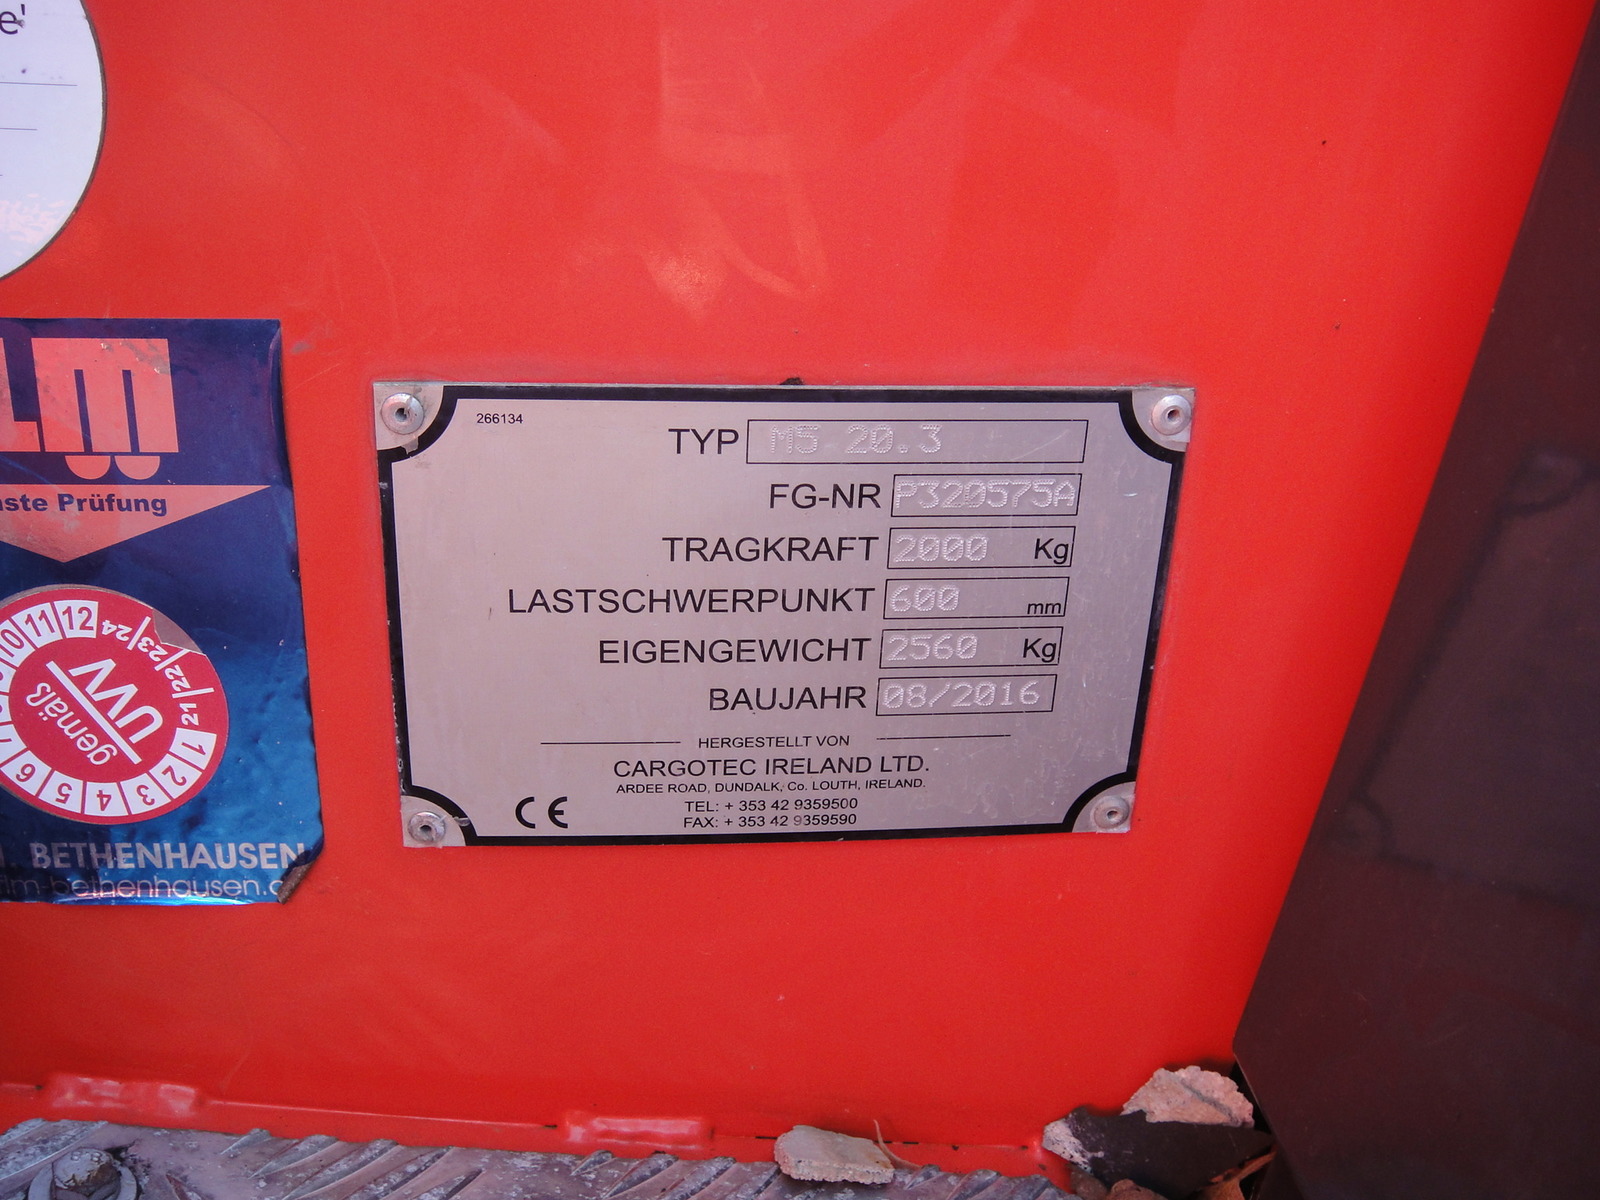 e'
LM
ste Prüfung
10 11 12 21/22/23/24
1 2 3 4 5 6
gemäß
UVV
BETHENHAUSEN
flm-bethenhausen.
266134
TYP M5 20.3
FG-NR P320575A
TRAGKRAFT 2000 Kg
LASTSCHWERPUNKT 600 mm
EIGENGEWICHT 2560 Kg
BAUJAHR 08/2016
HERGESTELLT VON
CARGOTEC IRELAND LTD.
ARDEE ROAD, DUNDALK, Co. LOUTH, IRELAND.
TEL: + 353 42 9359500
FAX: + 353 42 9359590
CE